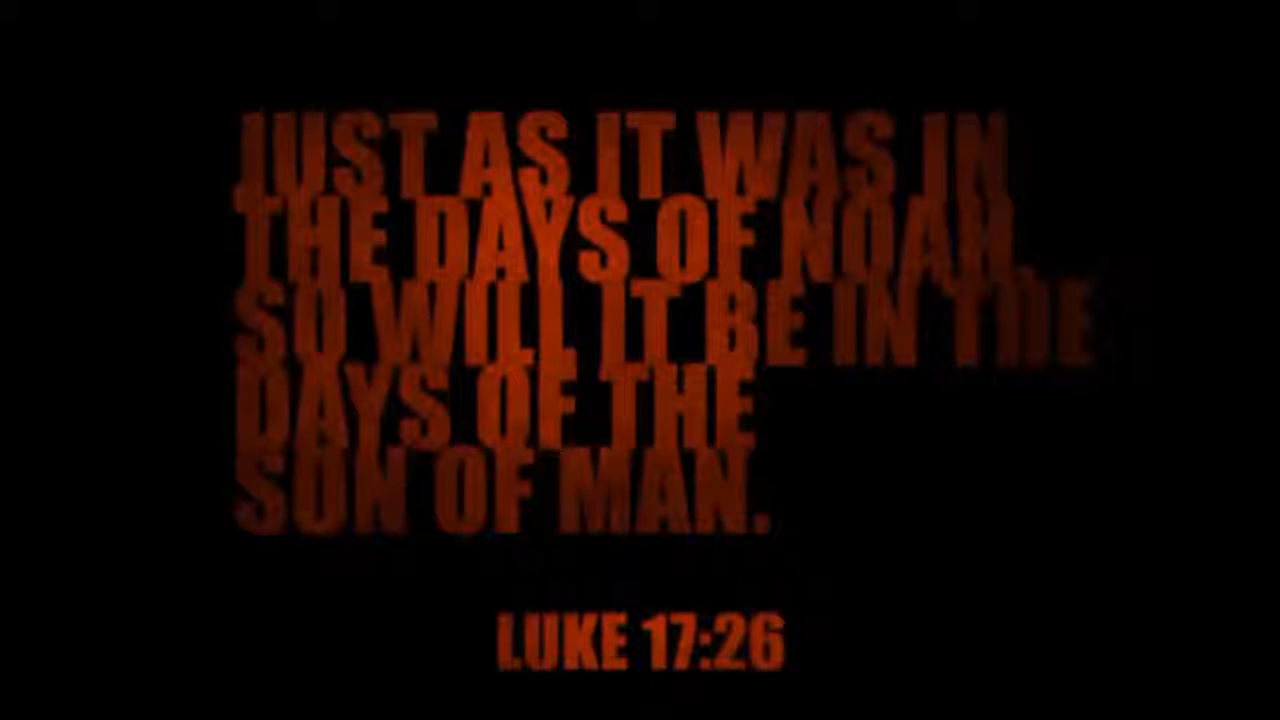 JUST AS IT WAS IN
THE DAYS OF NOAH,
SO WILL IT BE IN THE
DAYS OF THE
SON OF MAN.
LUKE 17:26